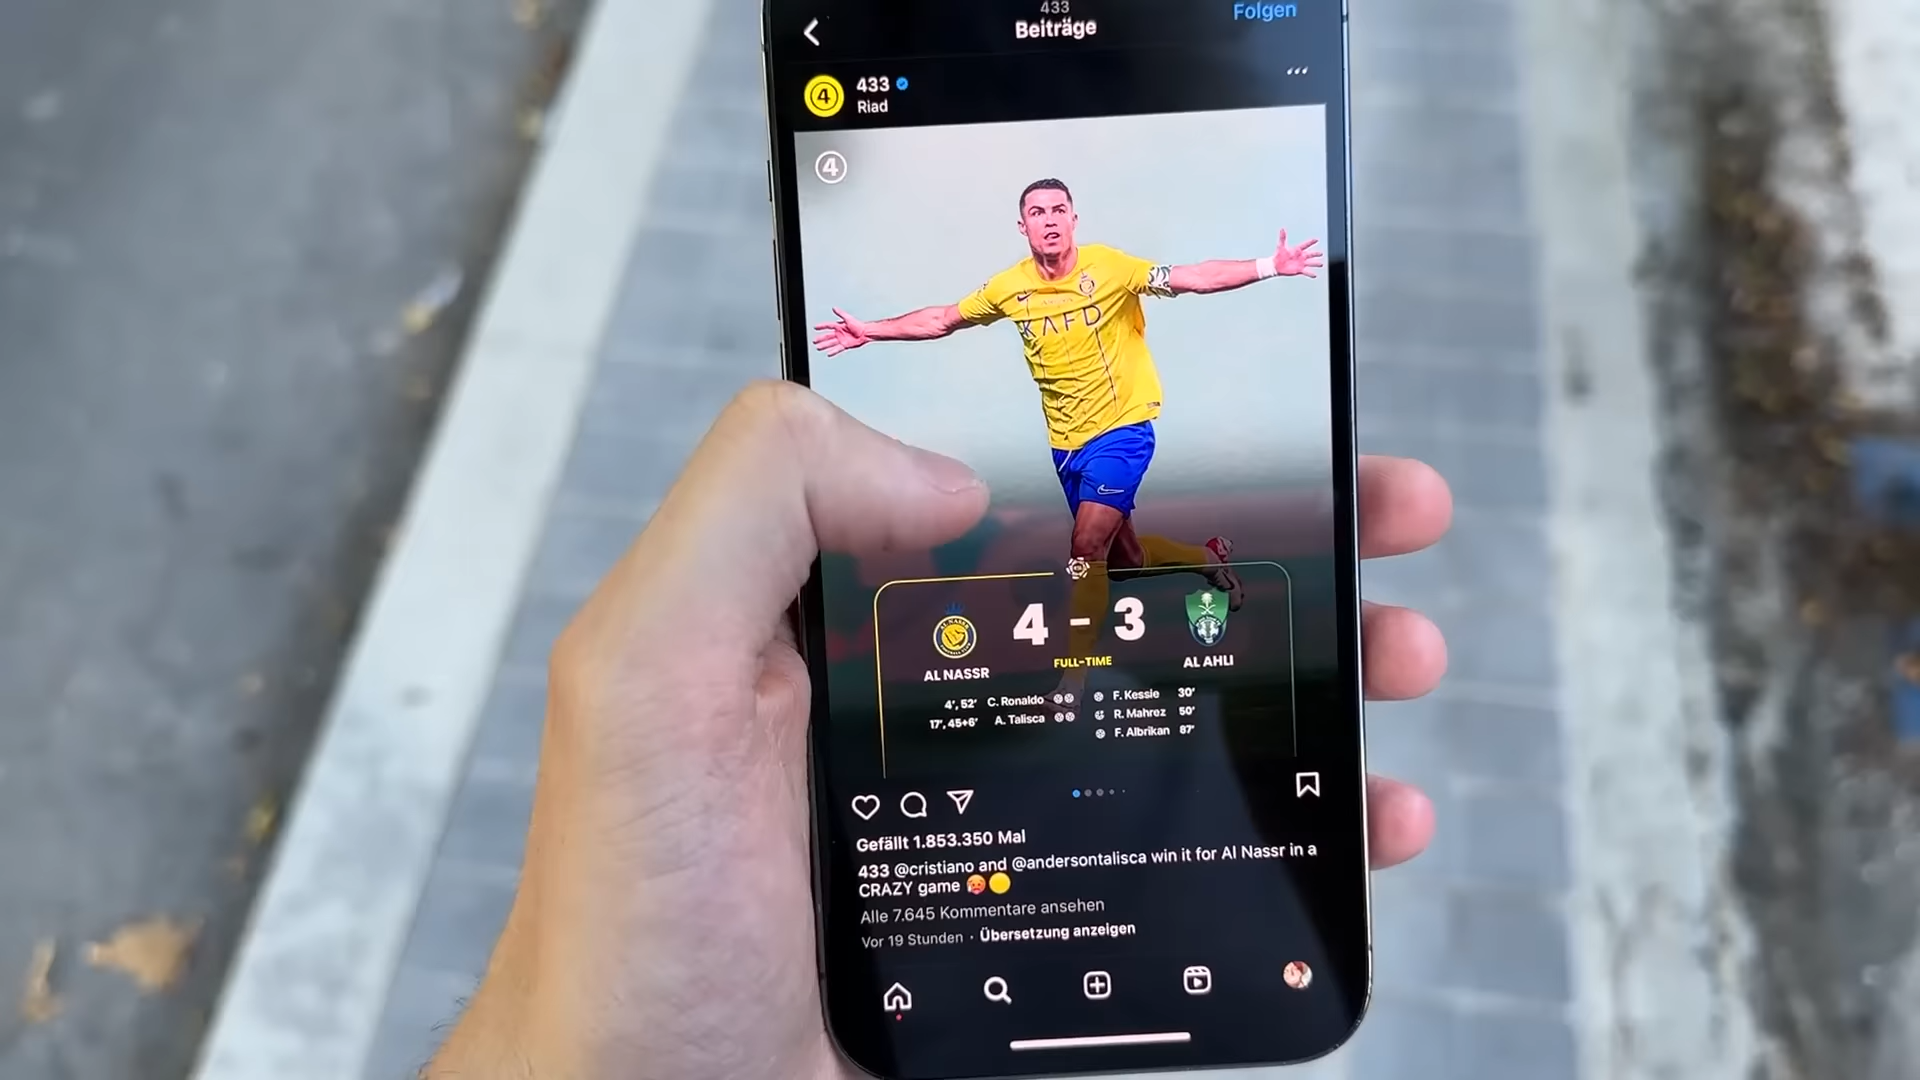 433
Beiträge
Folgen
433
Riad
4
4
KAFD
4 - 3
FULL-TIME
AL NASSR
AL AHLI
4', 52' C. Ronaldo
17', 45+6' A. Talisca
F. Kessie 30'
R. Mahrez 50'
F. Albrikan 87'
Gefällt 1.853.350 Mal
433 @cristiano and @andersontalisca win it for Al Nassr in a
CRAZY game 🥵🟡
Alle 7.645 Kommentare ansehen
Vor 19 Stunden · Übersetzung anzeigen